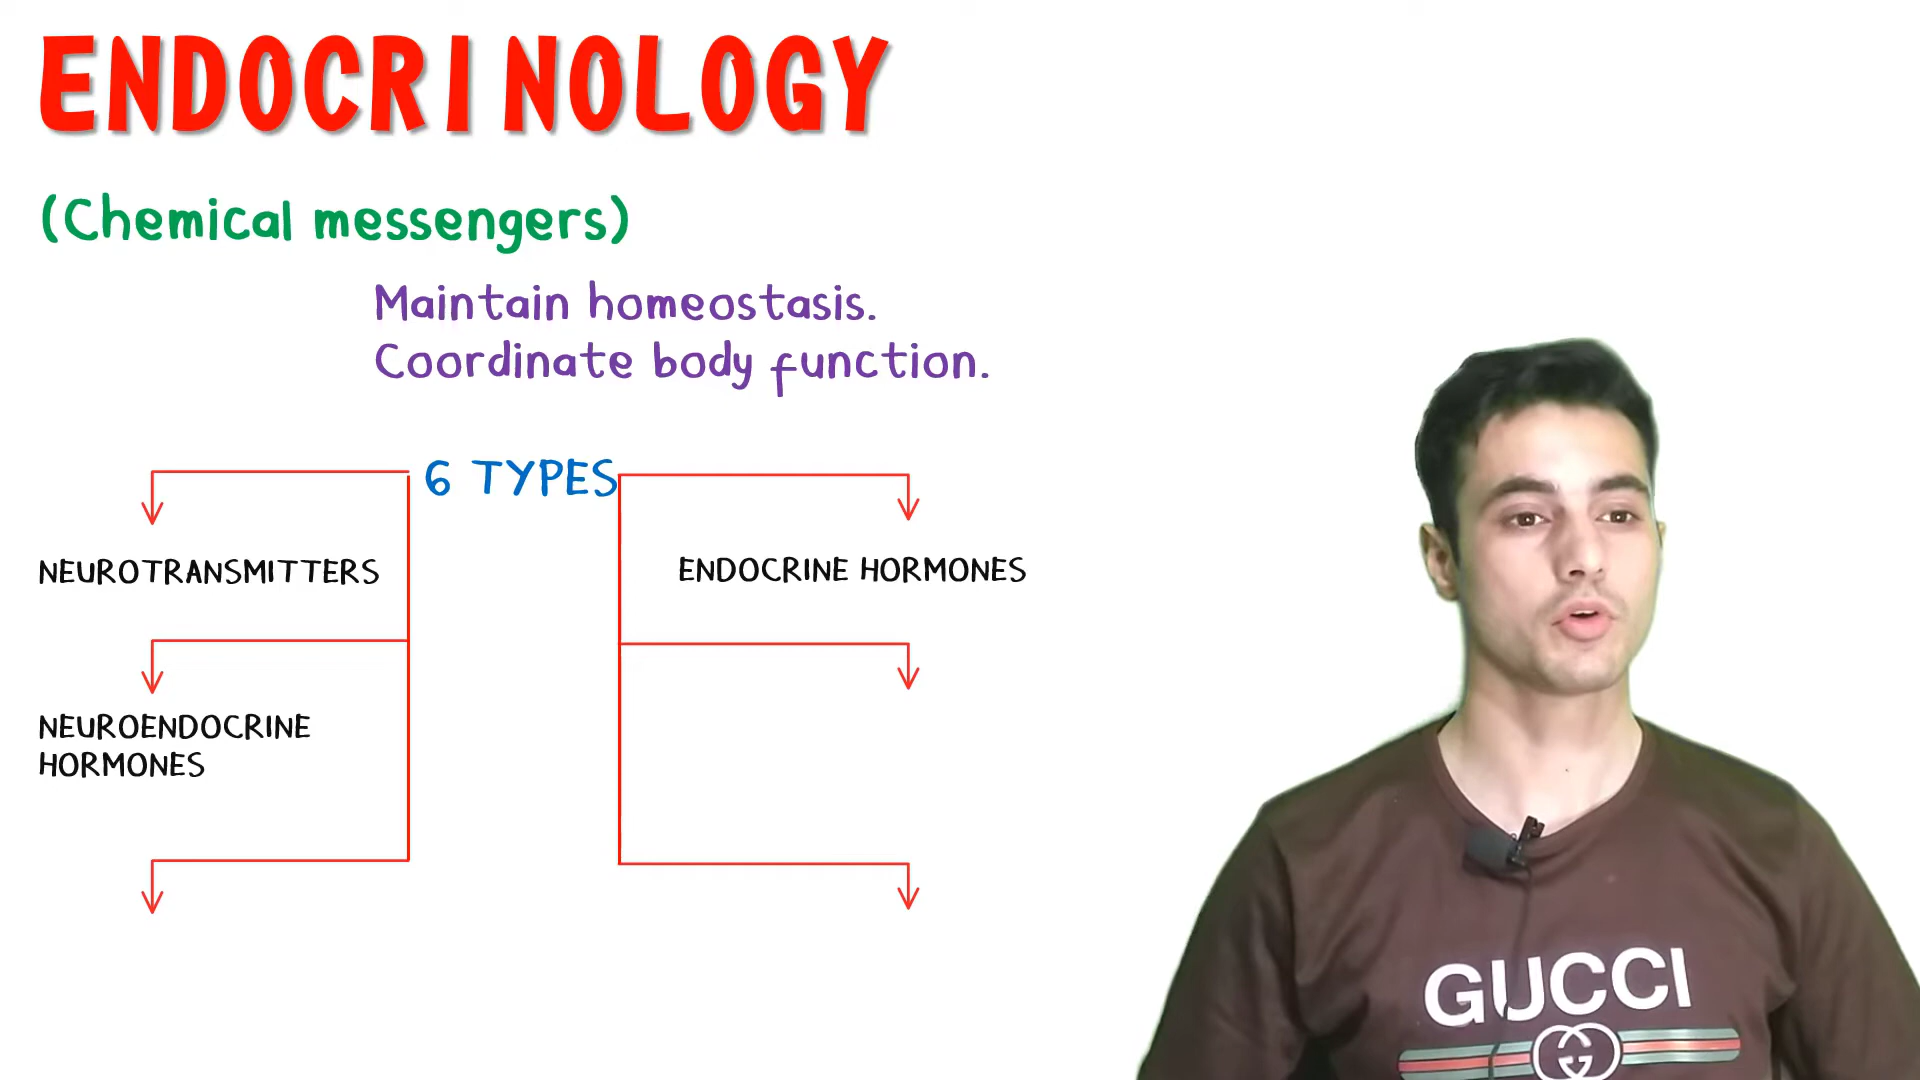 ENDOCRINOLOGY
(Chemical messengers)
Maintain homeostasis.
Coordinate body function.
6 TYPES
NEUROTRANSMITTERS
ENDOCRINE HORMONES
NEUROENDOCRINE
HORMONES
GUCCI